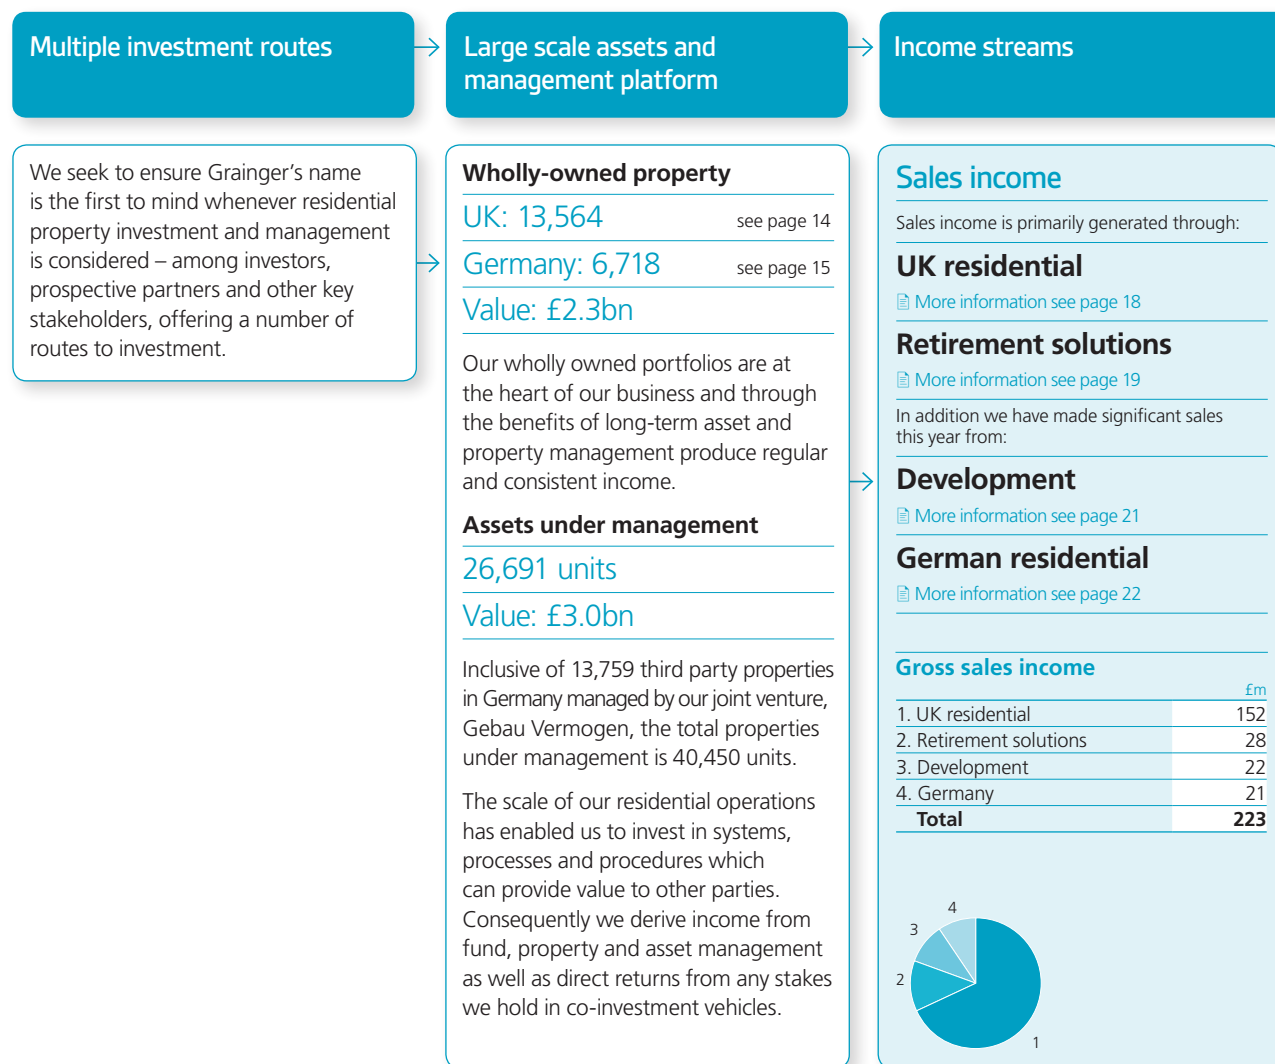 Multiple investment routes
Large scale assets and
management platform
Income streams
We seek to ensure Grainger’s name
is the first to mind whenever residential
property investment and management
is considered – among investors,
prospective partners and other key
stakeholders, offering a number of
routes to investment.
Wholly-owned property
UK: 13,564 see page 14
Germany: 6,718 see page 15
Value: £2.3bn
Our wholly owned portfolios are at
the heart of our business and through
the benefits of long-term asset and
property management produce regular
and consistent income.
Assets under management
26,691 units
Value: £3.0bn
Inclusive of 13,759 third party properties
in Germany managed by our joint venture,
Gebau Vermogen, the total properties
under management is 40,450 units.
The scale of our residential operations
has enabled us to invest in systems,
processes and procedures which
can provide value to other parties.
Consequently we derive income from
fund, property and asset management
as well as direct returns from any stakes
we hold in co-investment vehicles.
Sales income
Sales income is primarily generated through:
UK residential
More information see page 18
Retirement solutions
More information see page 19
In addition we have made significant sales
this year from:
Development
More information see page 21
German residential
More information see page 22
Gross sales income
£m
1. UK residential 152
2. Retirement solutions 28
3. Development 22
4. Germany 21
Total 223
4
3
2
1